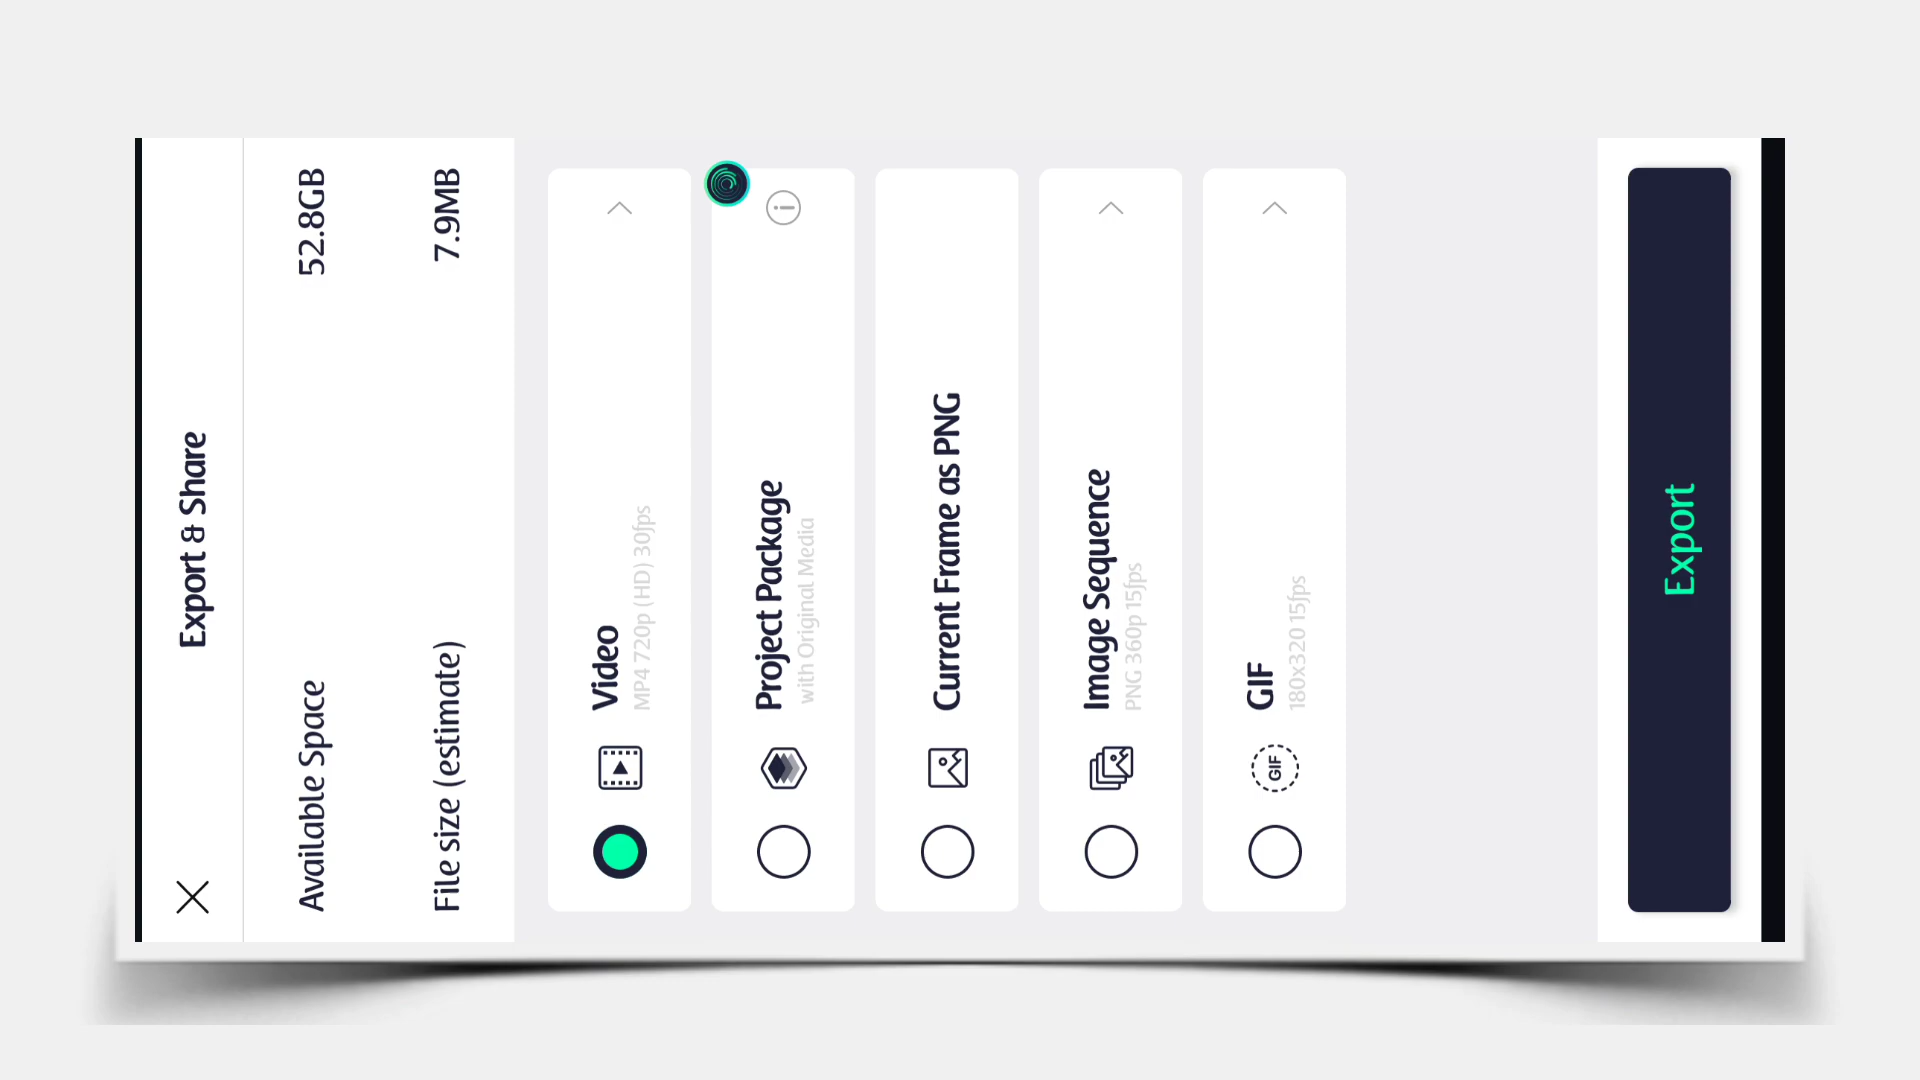 Export & Share
Available Space 52.8GB
File size (estimate) 7.9MB
Video
MP4 720p (HD) 30fps
Project Package
with Original Media
Current Frame as PNG
Image Sequence
PNG 360p 15fps
GIF
GIF
180x320 15fps
Export